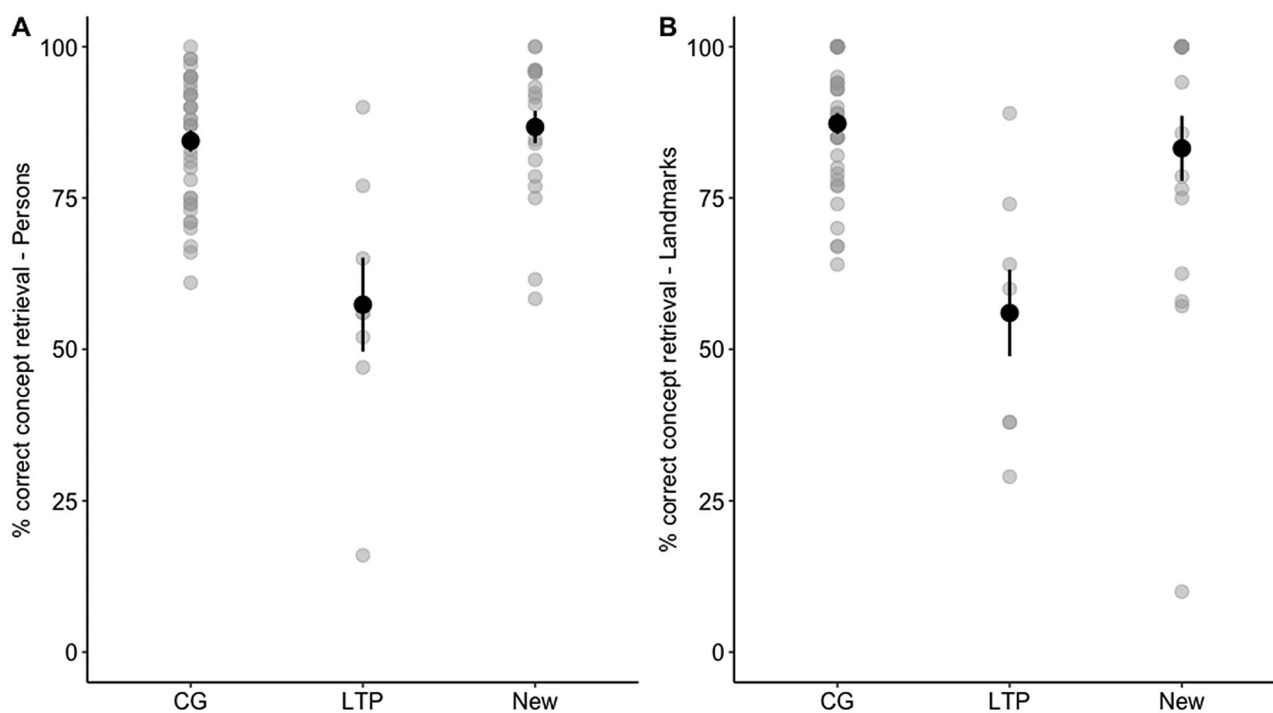 A
% correct concept retrieval - Persons
100
75
50
25
0
CG LTP New
B
% correct concept retrieval - Landmarks
100
75
50
25
0
CG LTP New